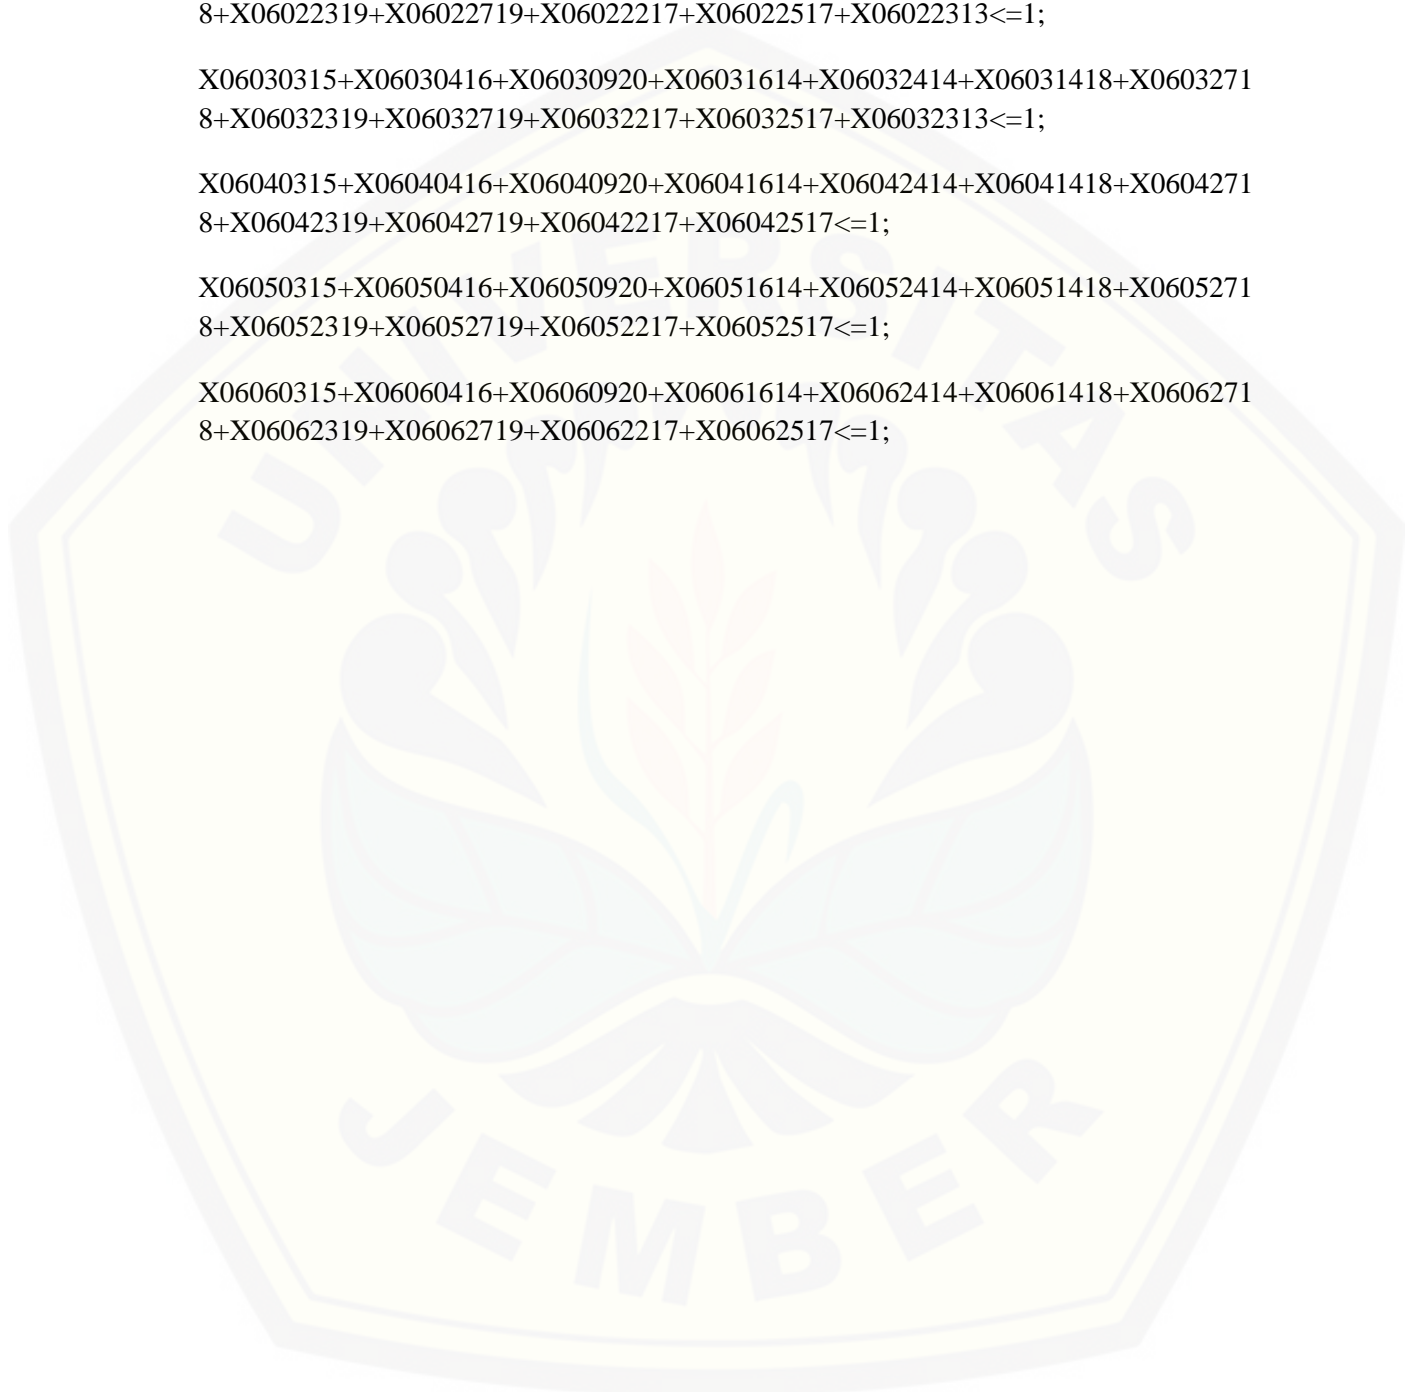 8+X06022319+X06022719+X06022217+X06022517+X06022313<=1;
X06030315+X06030416+X06030920+X06031614+X06032414+X06031418+X0603271
8+X06032319+X06032719+X06032217+X06032517+X06032313<=1;
X06040315+X06040416+X06040920+X06041614+X06042414+X06041418+X0604271
8+X06042319+X06042719+X06042217+X06042517<=1;
X06050315+X06050416+X06050920+X06051614+X06052414+X06051418+X0605271
8+X06052319+X06052719+X06052217+X06052517<=1;
X06060315+X06060416+X06060920+X06061614+X06062414+X06061418+X0606271
8+X06062319+X06062719+X06062217+X06062517<=1;
UNIVERSITAS
JEMBER